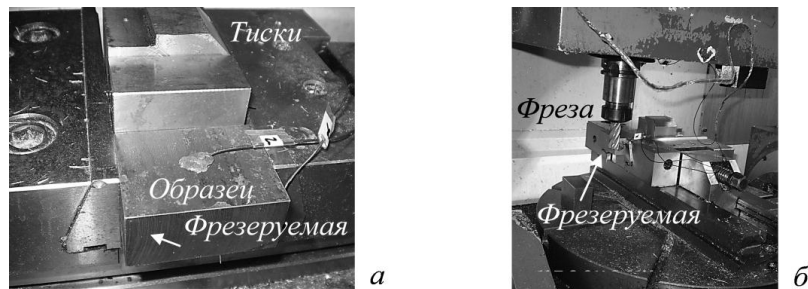 Тиски
Образец
Фрезеруемая
а
Фреза
Фрезеруемая
б